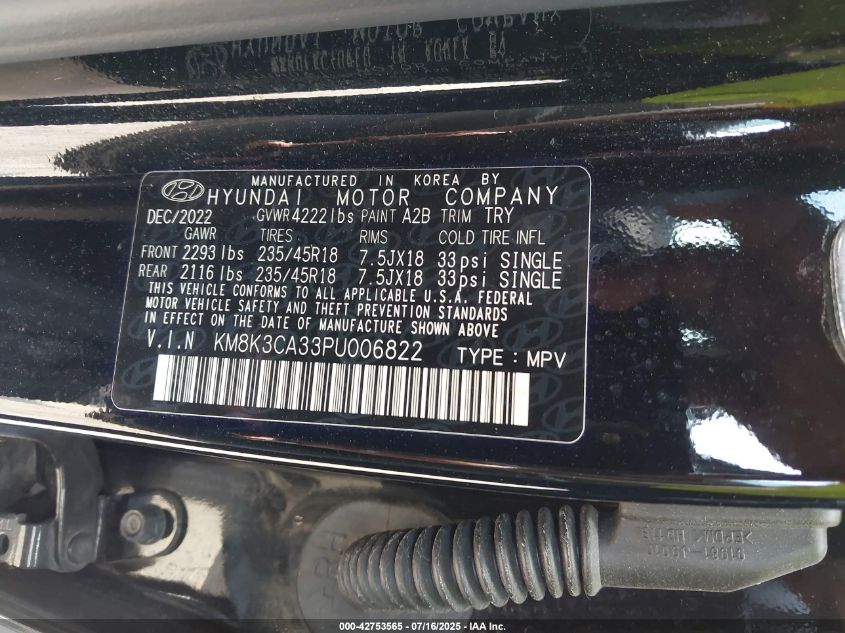 MANUFACTURED IN KOREA BY
HYUNDAI MOTOR COMPANY
DEC/2022 GVWR 4222 lbs PAINT A2B TRIM TRY
GAWR TIRES RIMS COLD TIRE INFL
FRONT 2293 lbs 235/45R18 7.5JX18 33psi SINGLE
REAR 2116 lbs 235/45R18 7.5JX18 33psi SINGLE
THIS VEHICLE CONFORMS TO ALL APPLICABLE U.S.A. FEDERAL
MOTOR VEHICLE SAFETY AND THEFT PREVENTION STANDARDS
IN EFFECT ON THE DATE OF MANUFACTURE SHOWN ABOVE
V.I.N KM8K3CA33PU006822 TYPE : MPV
RH
000-42753565 - 07/16/2025 - IAA Inc.